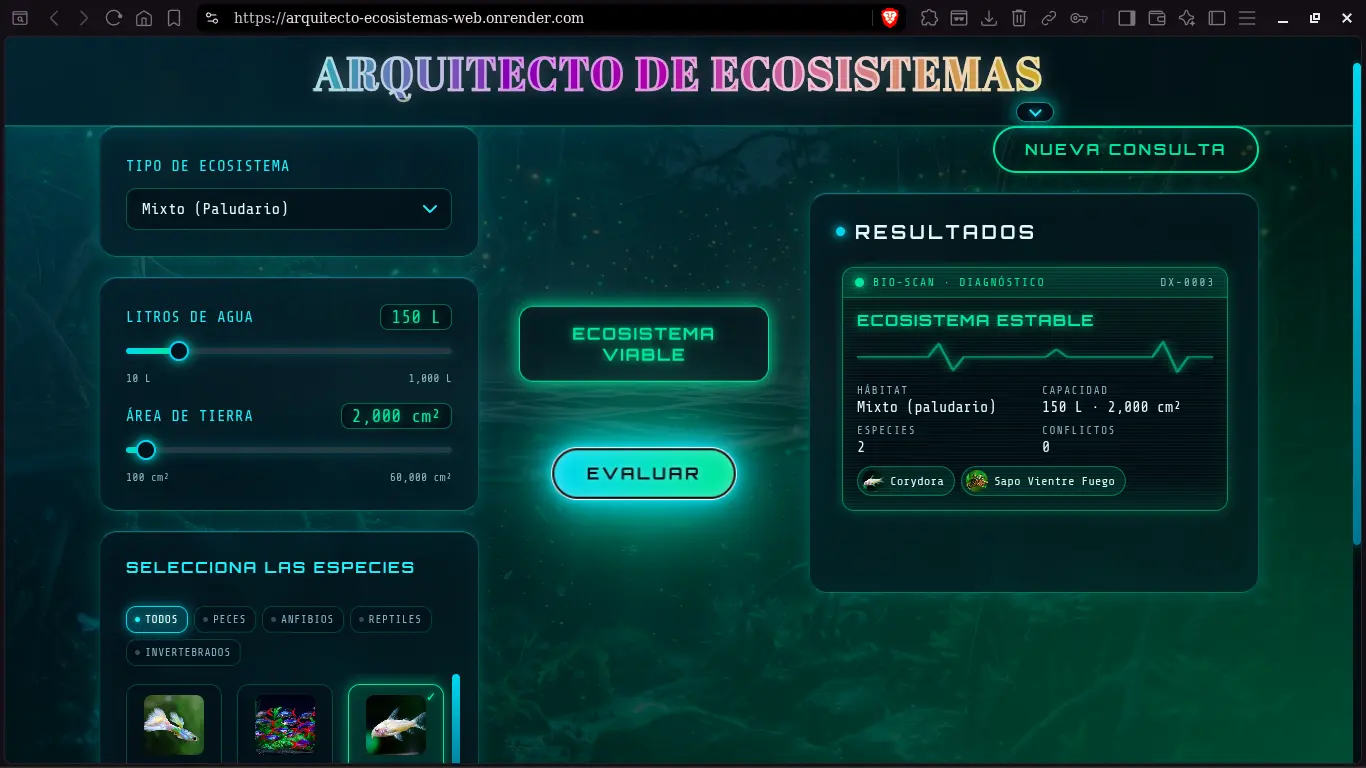 https://arquitecto-ecosistemas-web.onrender.com
ARQUITECTO DE ECOSISTEMAS
TIPO DE ECOSISTEMA
Mixto (Paludario)
LITROS DE AGUA
150 L
10 L
1,000 L
ÁREA DE TIERRA
2,000 cm²
100 cm²
60,000 cm²
SELECCIONA LAS ESPECIES
TODOS
PECES
ANFIBIOS
REPTILES
INVERTEBRADOS
✓
ECOSISTEMA
VIABLE
EVALUAR
NUEVA CONSULTA
RESULTADOS
BIO-SCAN · DIAGNÓSTICO
DX-0003
ECOSISTEMA ESTABLE
HÁBITAT
CAPACIDAD
Mixto (paludario)
150 L · 2,000 cm²
ESPECIES
CONFLICTOS
2
0
Corydora
Sapo Vientre Fuego